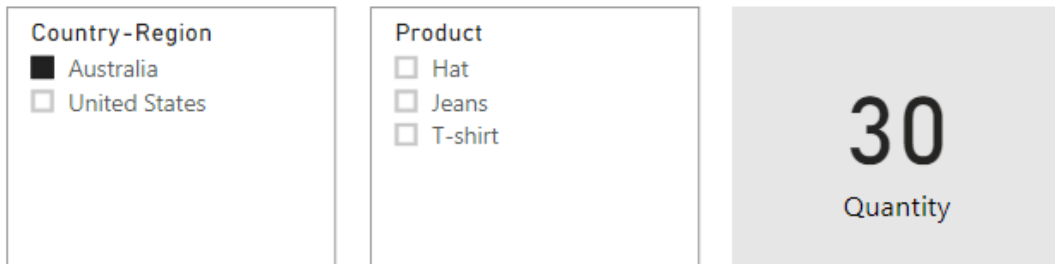 Country-Region
Australia
United States
Product
Hat
Jeans
T-shirt
30
Quantity